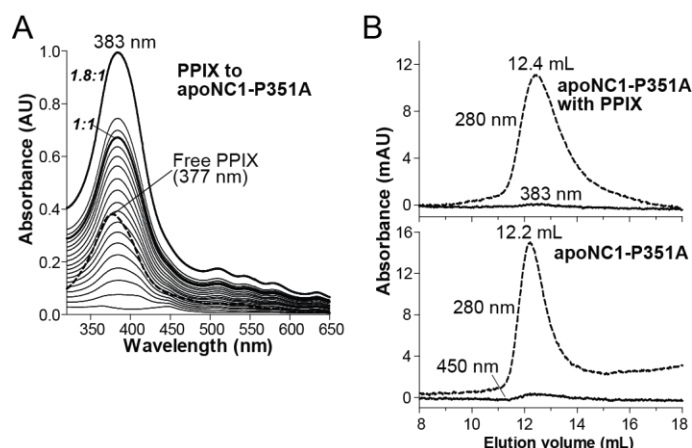 A
383 nm
1.0
1.8:1
PPIX to
apoNC1-P351A
0.8
1:1
0.6
Free PPIX
(377 nm)
0.4
0.2
0.0
Absorbance (AU)
350 400 450 500 550 600 650
Wavelength (nm)
B
12.4 mL
12
apoNC1-P351A
with PPIX
280 nm
8
4
383 nm
0
Absorbance (mAU)
16
12.2 mL
apoNC1-P351A
12
280 nm
8
450 nm
4
0
8 10 12 14 16 18
Elution volume (mL)